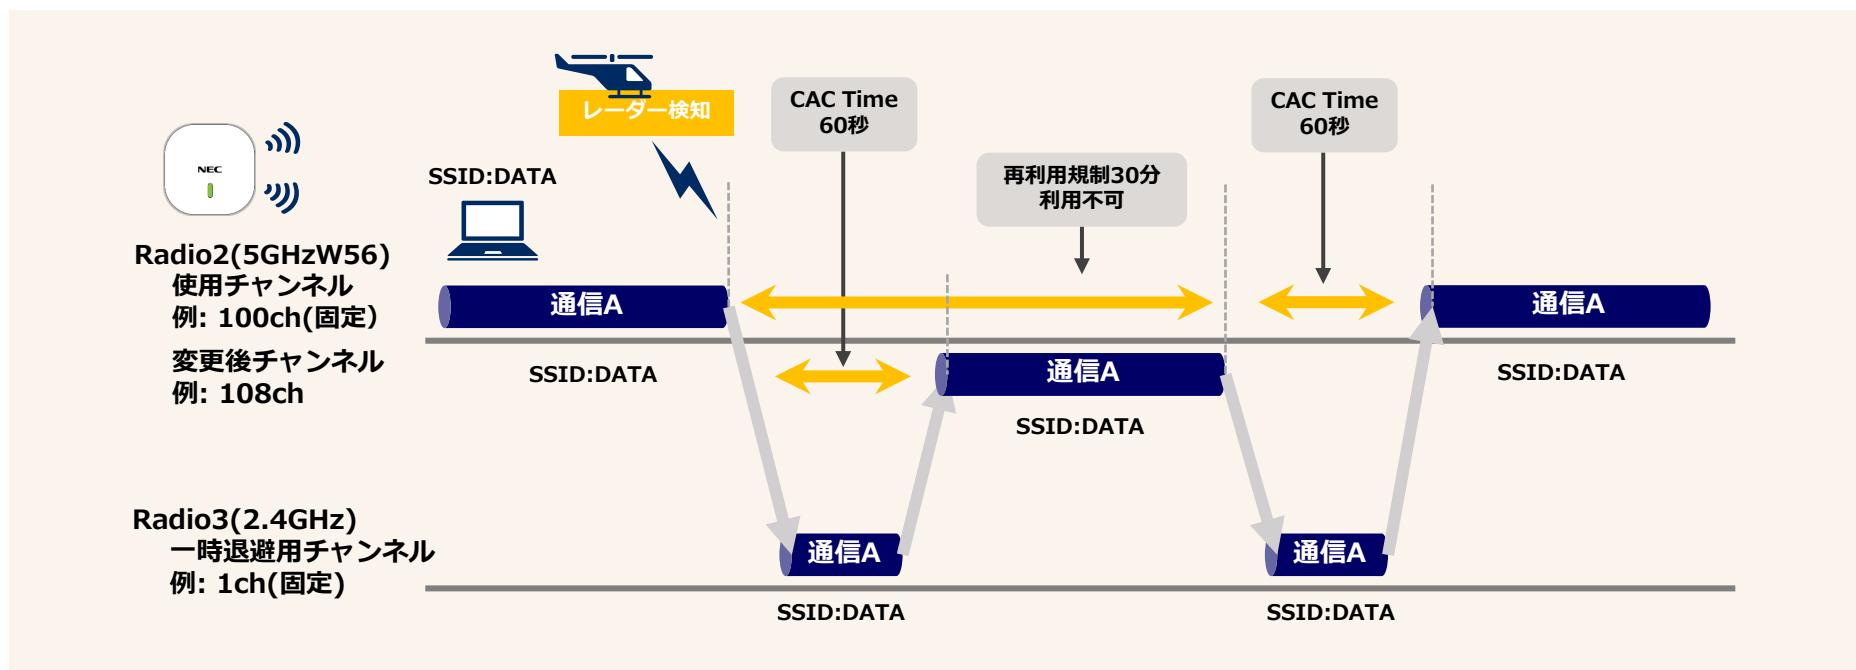 レーダー検知
CAC Time
60秒
CAC Time
60秒
NEC
SSID:DATA
再利用規制30分
利用不可
Radio2(5GHzW56)
使用チャンネル
例: 100ch(固定）
通信A
通信A
変更後チャンネル
例: 108ch
SSID:DATA
通信A
SSID:DATA
SSID:DATA
Radio3(2.4GHz)
一時退避用チャンネル
例: 1ch(固定)
通信A
通信A
SSID:DATA
SSID:DATA